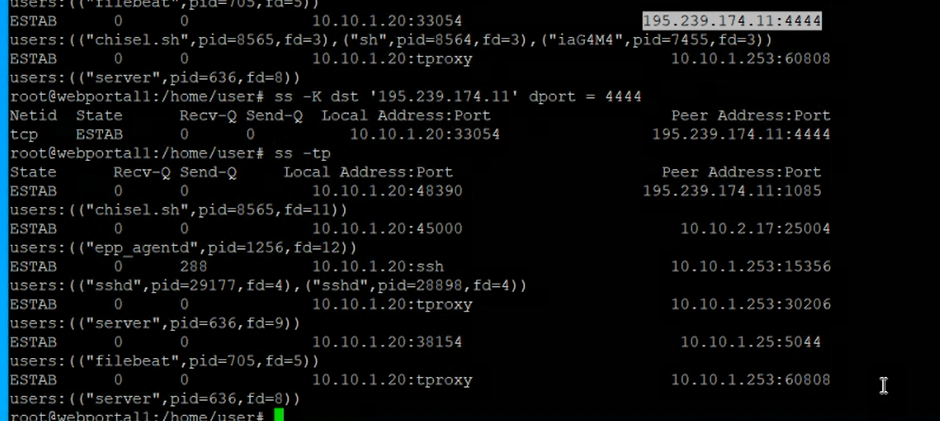 users:(("filebeat",pid=705,fd=5))
ESTAB 0 0 10.10.1.20:33054 195.239.174.11:4444
users:(("chisel.sh",pid=8565,fd=3),("sh",pid=8564,fd=3),("iaG4M4",pid=7455,fd=3))
ESTAB 0 0 10.10.1.20:tproxy 10.10.1.253:60808
users:(("server",pid=636,fd=8))
root@webportal1:/home/user# ss -K dst '195.239.174.11' dport = 4444
Netid State Recv-Q Send-Q Local Address:Port Peer Address:Port
tcp ESTAB 0 0 10.10.1.20:33054 195.239.174.11:4444
root@webportal1:/home/user# ss -tp
State Recv-Q Send-Q Local Address:Port Peer Address:Port
ESTAB 0 0 10.10.1.20:48390 195.239.174.11:1085
users:(("chisel.sh",pid=8565,fd=11))
ESTAB 0 0 10.10.1.20:45000 10.10.2.17:25004
users:(("epp_agentd",pid=1256,fd=12))
ESTAB 0 288 10.10.1.20:ssh 10.10.1.253:15356
users:(("sshd",pid=29177,fd=4),("sshd",pid=28898,fd=4))
ESTAB 0 0 10.10.1.20:tproxy 10.10.1.253:30206
users:(("server",pid=636,fd=9))
ESTAB 0 0 10.10.1.20:38154 10.10.1.25:5044
users:(("filebeat",pid=705,fd=5))
ESTAB 0 0 10.10.1.20:tproxy 10.10.1.253:60808
users:(("server",pid=636,fd=8))
root@webportal1:/home/user#